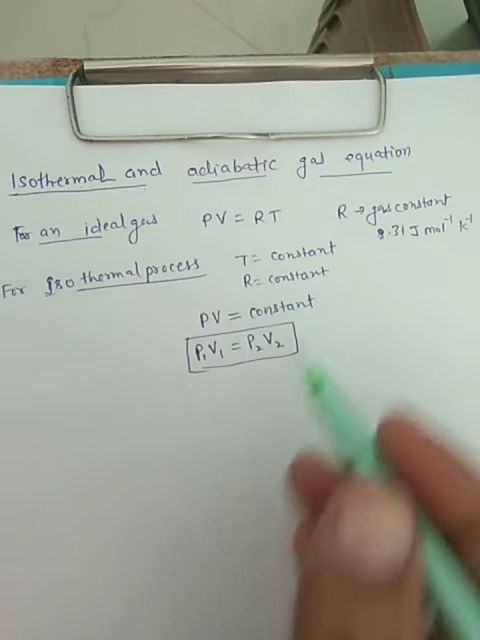 Isothermal and adiabatic gas equation
For an ideal gas PV = RT R → gas constant
8.31 J mol⁻¹ K⁻¹
For Isothermal process T = constant
R = constant
PV = constant
P₁V₁ = P₂V₂